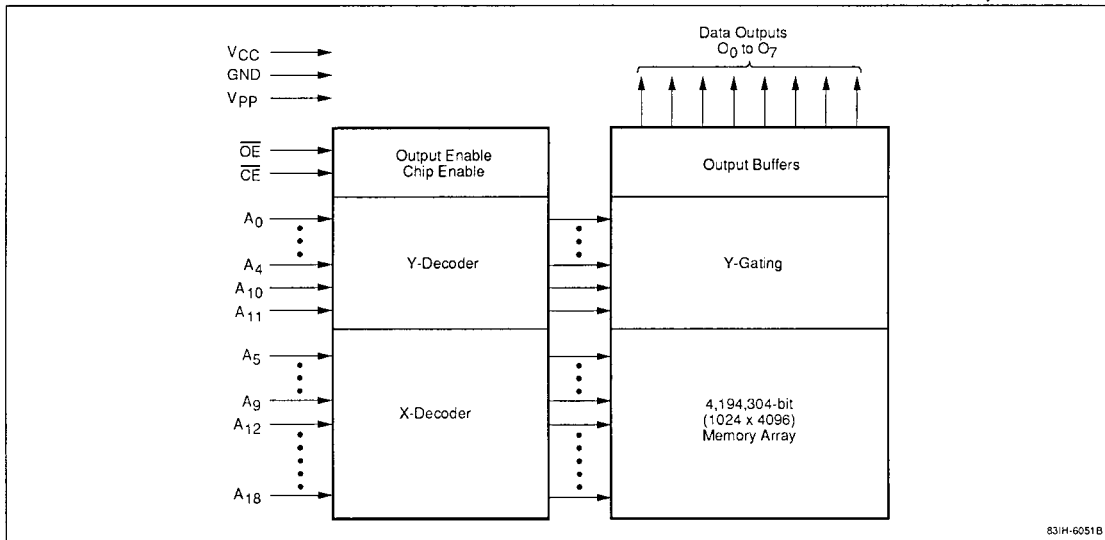 Data Outputs
O0 to O7
VCC
GND
VPP
OE
CE
Output Enable
Chip Enable
Output Buffers
A0
A4
A10
A11
Y-Decoder
Y-Gating
A5
A9
A12
A18
X-Decoder
4,194,304-bit
(1024 x 4096)
Memory Array
83IH-6051B